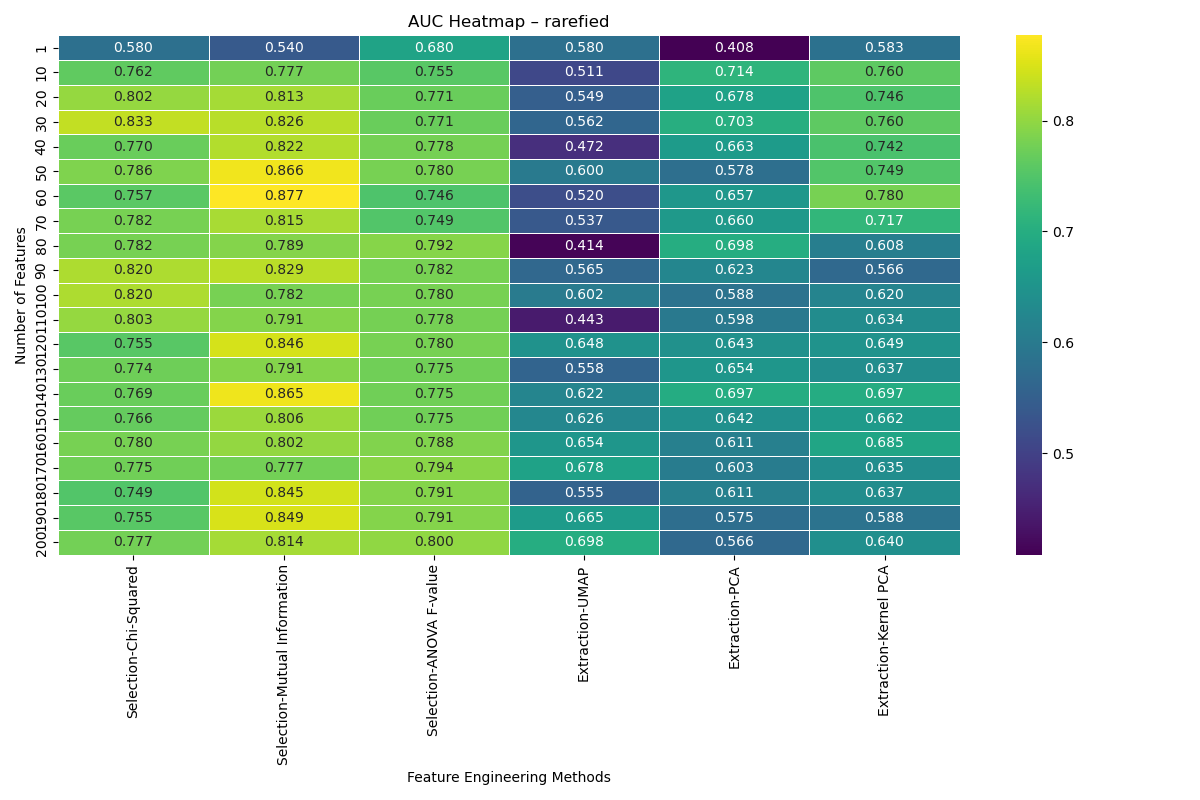 AUC Heatmap – rarefied
Number of Features
1 0.580 0.540 0.680 0.580 0.408 0.583
10 0.762 0.777 0.755 0.511 0.714 0.760
20 0.802 0.813 0.771 0.549 0.678 0.746
30 0.833 0.826 0.771 0.562 0.703 0.760
40 0.770 0.822 0.778 0.472 0.663 0.742
50 0.786 0.866 0.780 0.600 0.578 0.749
60 0.757 0.877 0.746 0.520 0.657 0.780
70 0.782 0.815 0.749 0.537 0.660 0.717
80 0.782 0.789 0.792 0.414 0.698 0.608
90 0.820 0.829 0.782 0.565 0.623 0.566
100 0.820 0.782 0.780 0.602 0.588 0.620
110 0.803 0.791 0.778 0.443 0.598 0.634
120 0.755 0.846 0.780 0.648 0.643 0.649
130 0.774 0.791 0.775 0.558 0.654 0.637
140 0.769 0.865 0.775 0.622 0.697 0.697
150 0.766 0.806 0.775 0.626 0.642 0.662
160 0.780 0.802 0.788 0.654 0.611 0.685
170 0.775 0.777 0.794 0.678 0.603 0.635
180 0.749 0.845 0.791 0.555 0.611 0.637
190 0.755 0.849 0.791 0.665 0.575 0.588
200 0.777 0.814 0.800 0.698 0.566 0.640
Selection-Chi-Squared
Selection-Mutual Information
Selection-ANOVA F-value
Extraction-UMAP
Extraction-PCA
Extraction-Kernel PCA
Feature Engineering Methods
0.8
0.7
0.6
0.5